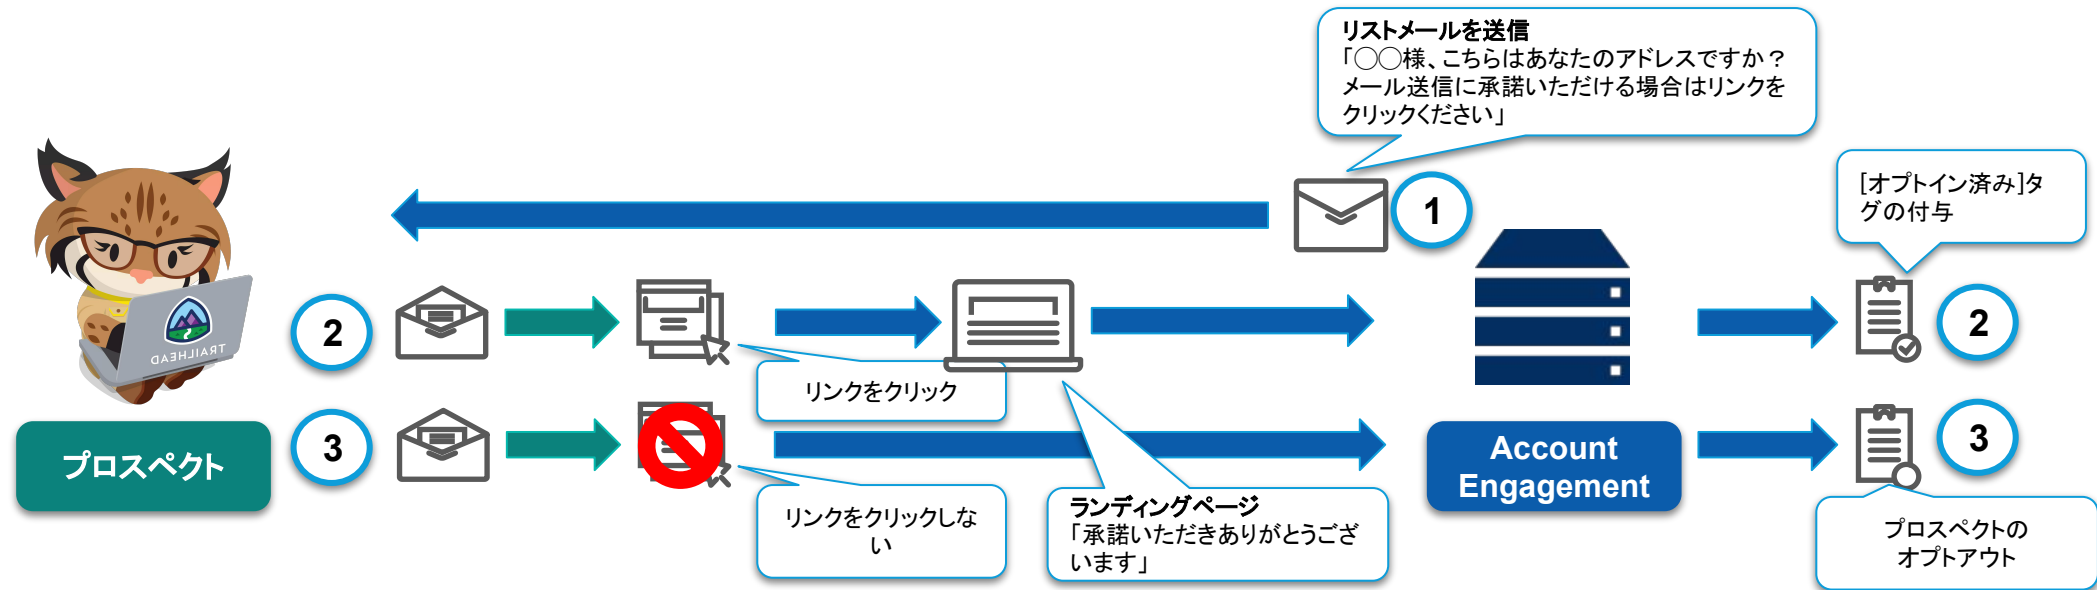 リストメールを送信
「◯◯様、こちらはあなたのアドレスですか？
メール送信に承諾いただける場合はリンクを
クリックください」
1
[オプトイン済み]タ
グの付与
TRAILHEAD
2
リンクをクリック
2
プロスペクト
3
リンクをクリックしな
い
ランディングページ
「承諾いただきありがとうござ
います」
Account
Engagement
3
プロスペクトの
オプトアウト